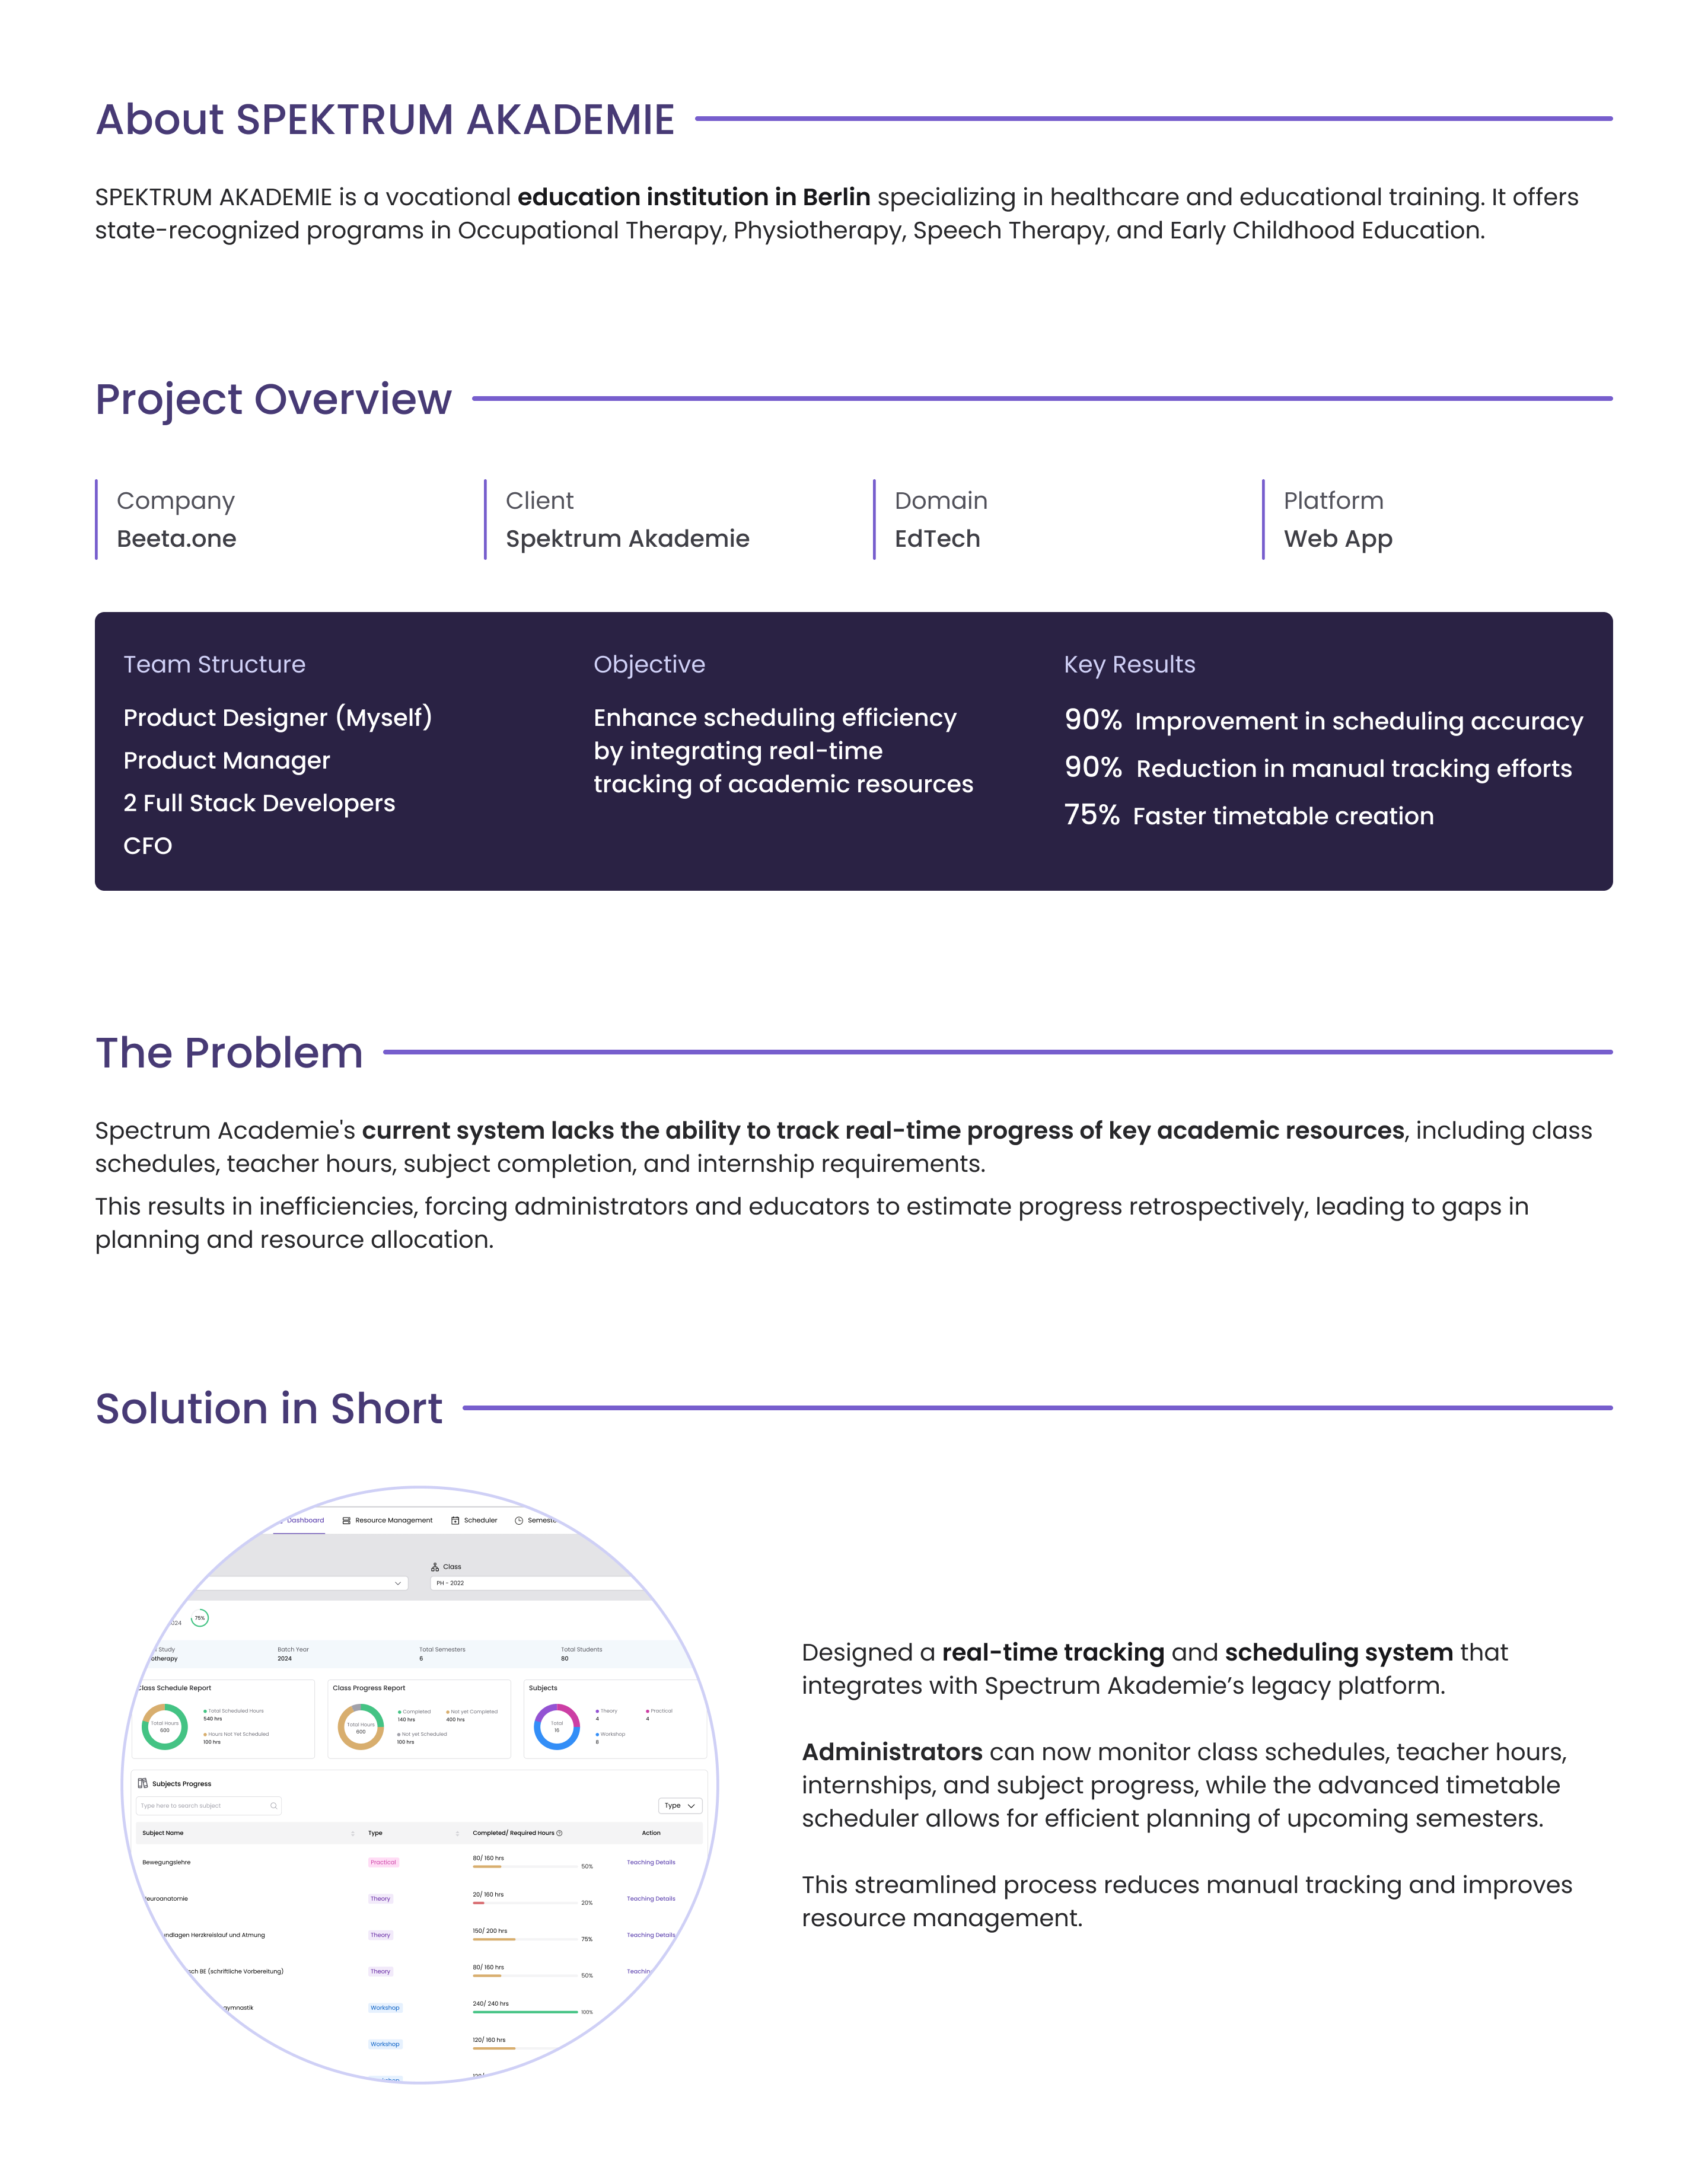 About SPEKTRUM AKADEMIE
SPEKTRUM AKADEMIE is a vocational education institution in Berlin specializing in healthcare and educational training. It offers
state-recognized programs in Occupational Therapy, Physiotherapy, Speech Therapy, and Early Childhood Education.
Project Overview
Company
Beeta.one
Client
Spektrum Akademie
Domain
EdTech
Platform
Web App
Team Structure
Product Designer (Myself)
Product Manager
2 Full Stack Developers
CFO
Objective
Enhance scheduling efficiency
by integrating real-time
tracking of academic resources
Key Results
90% Improvement in scheduling accuracy
90% Reduction in manual tracking efforts
75% Faster timetable creation
The Problem
Spectrum Academie's current system lacks the ability to track real-time progress of key academic resources, including class
schedules, teacher hours, subject completion, and internship requirements.
This results in inefficiencies, forcing administrators and educators to estimate progress retrospectively, leading to gaps in
planning and resource allocation.
Solution in Short
Dashboard Resource Management Scheduler
Class
PH - 2022
75%
Study Batch Year Total Semesters Total Students
2024 6 80
Class Schedule Report
Total Hours
600
Total Scheduled Hours
540 hrs
Hours Not Yet Scheduled
100 hrs
Class Progress Report
Total Hours
600
Completed Not yet Completed
140 hrs 400 hrs
Not yet Scheduled
100 hrs
Subjects
Total
16
Theory Practical
4 4
Workshop
8
Subjects Progress
Type here to search subject Type
Subject Name Type Completed/ Required Hours Action
Bewegungslehre Practical 80/ 160 hrs 50% Teaching Details
Theory 20/ 160 hrs 20% Teaching Details
Herzkreislauf und Atmung Theory 150/ 200 hrs 75% Teaching Details
BE (schriftliche Vorbereitung) Theory 80/ 160 hrs 50%
Workshop 240/ 240 hrs 100%
Workshop 120/ 160 hrs
Designed a real-time tracking and scheduling system that
integrates with Spectrum Akademie’s legacy platform.
Administrators can now monitor class schedules, teacher hours,
internships, and subject progress, while the advanced timetable
scheduler allows for efficient planning of upcoming semesters.
This streamlined process reduces manual tracking and improves
resource management.